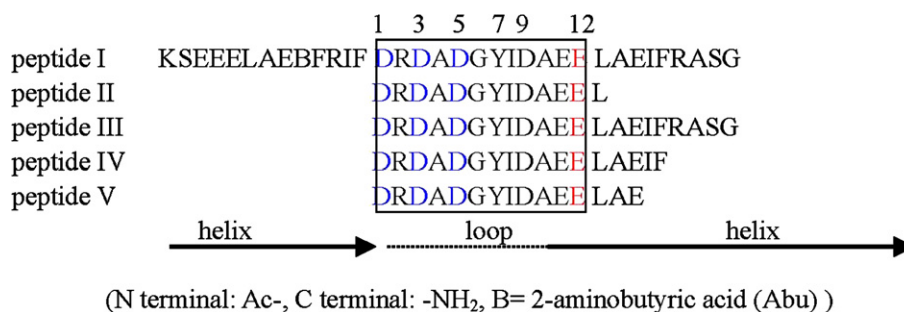 1 3 5 7 9 12
peptide I KSEEELAEBFRIF DRDADGYIDAEE LAEIFRASG
peptide II DRDADGYIDAEE L
peptide III DRDADGYIDAEE LAEIFRASG
peptide IV DRDADGYIDAEE LAEIF
peptide V DRDADGYIDAEE LAE
helix loop helix
(N terminal: Ac-, C terminal: -NH₂, B= 2-aminobutyric acid (Abu) )